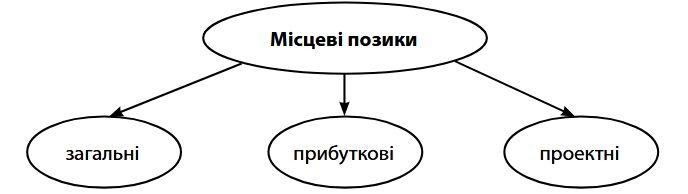 Місцеві позики
загальні
прибуткові
проектні